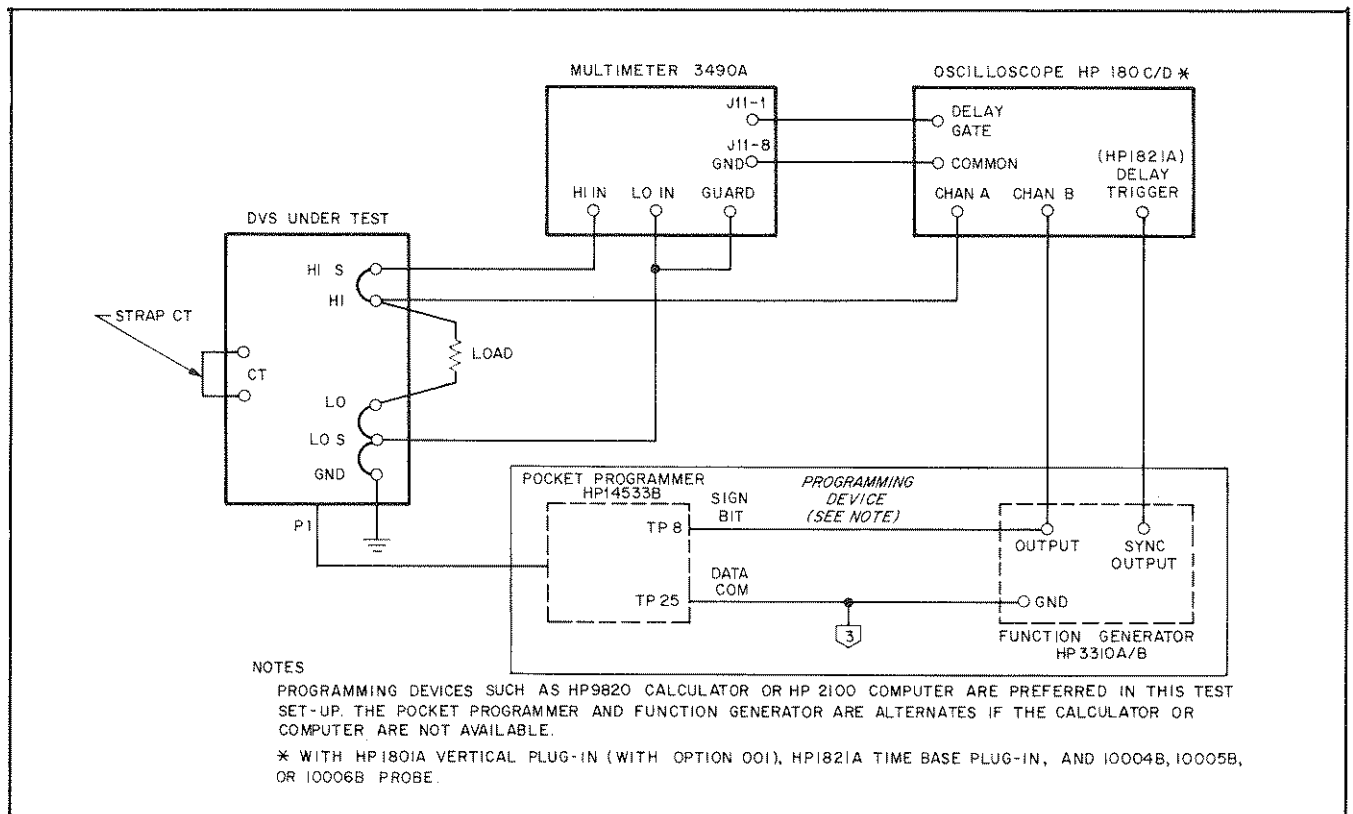 MULTIMETER 3490A
OSCILLOSCOPE HP 180 C/D *
J11-1
J11-8
GND
HI IN
LO IN
GUARD
DELAY
GATE
COMMON
(HP1821A)
DELAY
TRIGGER
CHAN A
CHAN B
DVS UNDER TEST
HI S
HI
STRAP CT
CT
LOAD
LO
LO S
GND
P1
POCKET PROGRAMMER
HP14533B
SIGN
BIT
PROGRAMMING
DEVICE
(SEE NOTE)
TP 8
OUTPUT
SYNC
OUTPUT
DATA
COM
TP 25
GND
3
FUNCTION GENERATOR
HP3310A/B
NOTES
PROGRAMMING DEVICES SUCH AS HP9820 CALCULATOR OR HP 2100 COMPUTER ARE PREFERRED IN THIS TEST
SET-UP. THE POCKET PROGRAMMER AND FUNCTION GENERATOR ARE ALTERNATES IF THE CALCULATOR OR
COMPUTER ARE NOT AVAILABLE.
* WITH HP1801A VERTICAL PLUG-IN (WITH OPTION 001), HP1821A TIME BASE PLUG-IN, AND 10004B, 10005B,
OR 10006B PROBE.